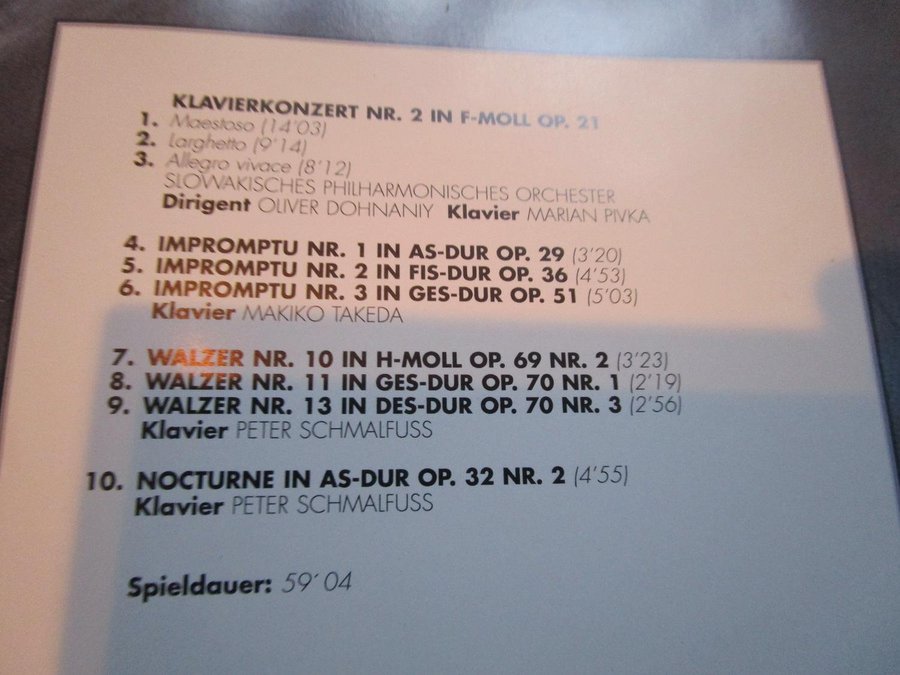 KLAVIERKONZERT NR. 2 IN F-MOLL OP. 21
1. Maestoso (14'03)
2. Larghetto (9'14)
3. Allegro vivace (8'12)
SLOWAKISCHES PHILHARMONISCHES ORCHESTER
Dirigent OLIVER DOHNANIY Klavier MARIAN PIVKA
4. IMPROMPTU NR. 1 IN AS-DUR OP. 29 (3'20)
5. IMPROMPTU NR. 2 IN FIS-DUR OP. 36 (4'53)
6. IMPROMPTU NR. 3 IN GES-DUR OP. 51 (5'03)
Klavier MAKIKO TAKEDA
7. WALZER NR. 10 IN H-MOLL OP. 69 NR. 2 (3'23)
8. WALZER NR. 11 IN GES-DUR OP. 70 NR. 1 (2'19)
9. WALZER NR. 13 IN DES-DUR OP. 70 NR. 3 (2'56)
Klavier PETER SCHMALFUSS
10. NOCTURNE IN AS-DUR OP. 32 NR. 2 (4'55)
Klavier PETER SCHMALFUSS
Spieldauer: 59´04